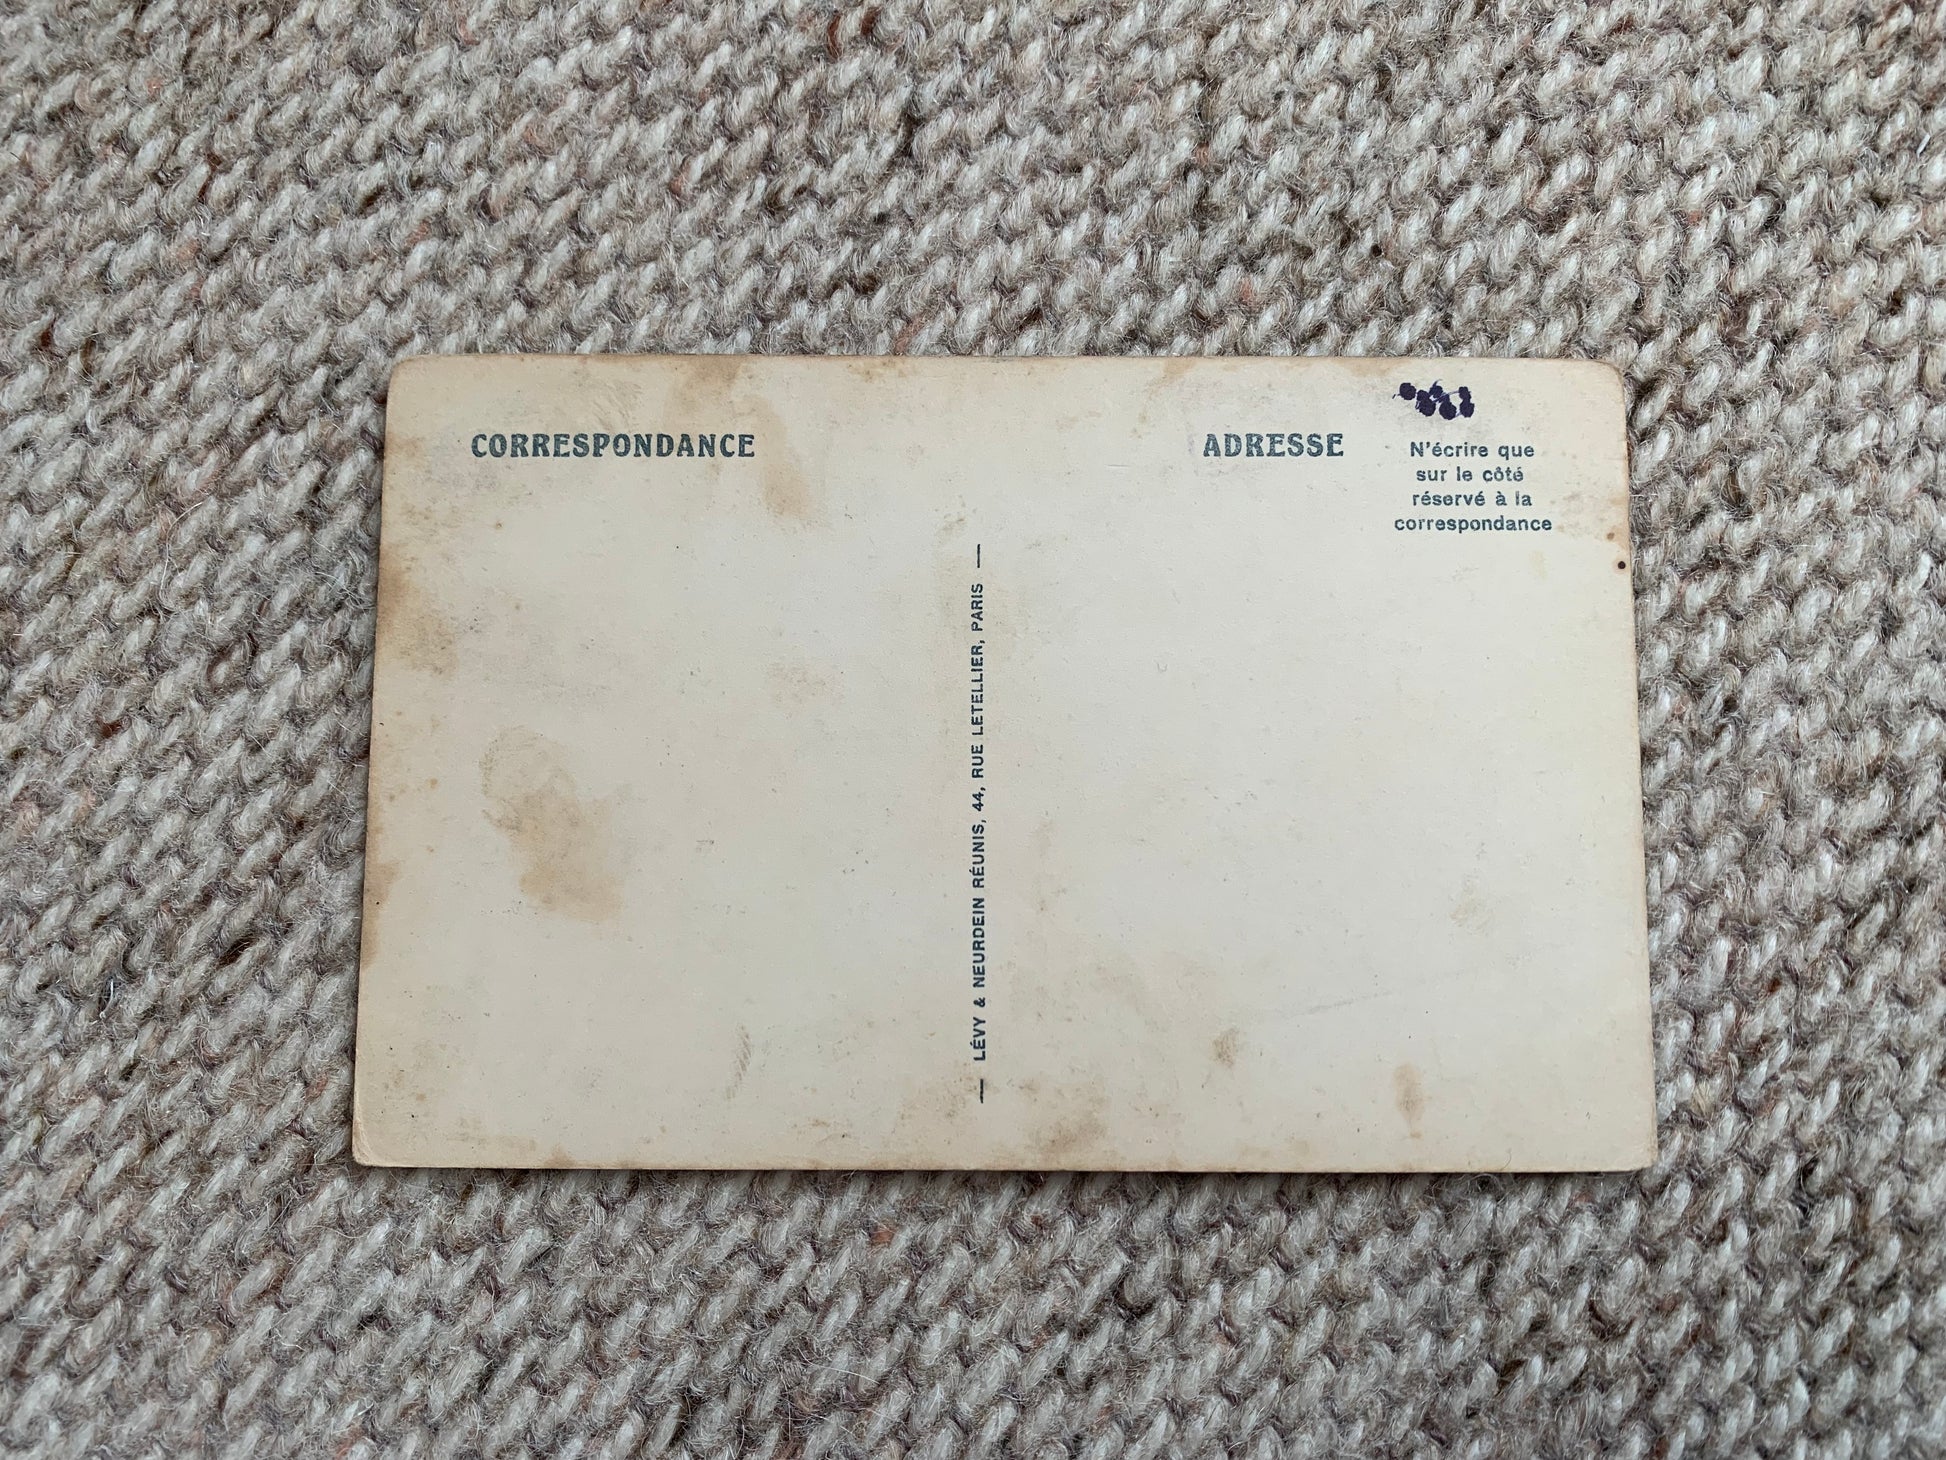 CORRESPONDANCE
ADRESSE
N'écrire que
sur le côté
réservé à la
correspondance
— LÉVY & NEURDEIN RÉUNIS, 44, RUE LETELLIER, PARIS —